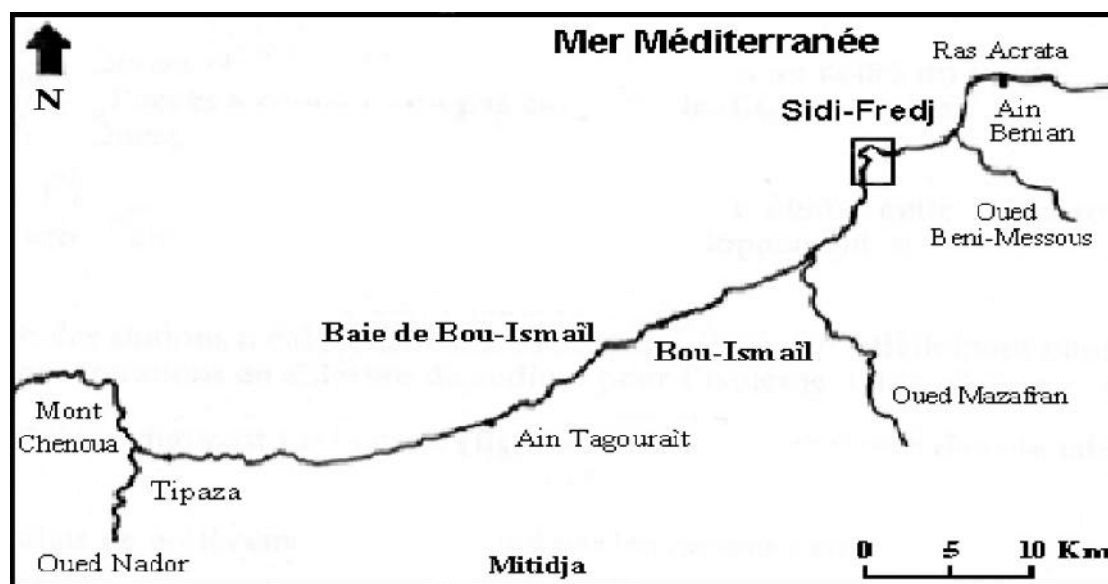 Mer Méditerranée
Ras Acrata
N
Sidi-Fredj
Ain
Benian
Oued
Beni-Messous
Baie de Bou-Ismaïl
Bou-Ismaïl
Mont
Chenoua
Oued Mazafran
Ain Tagouraït
Tipaza
Oued Nador
Mitidja
0 5 10 Km